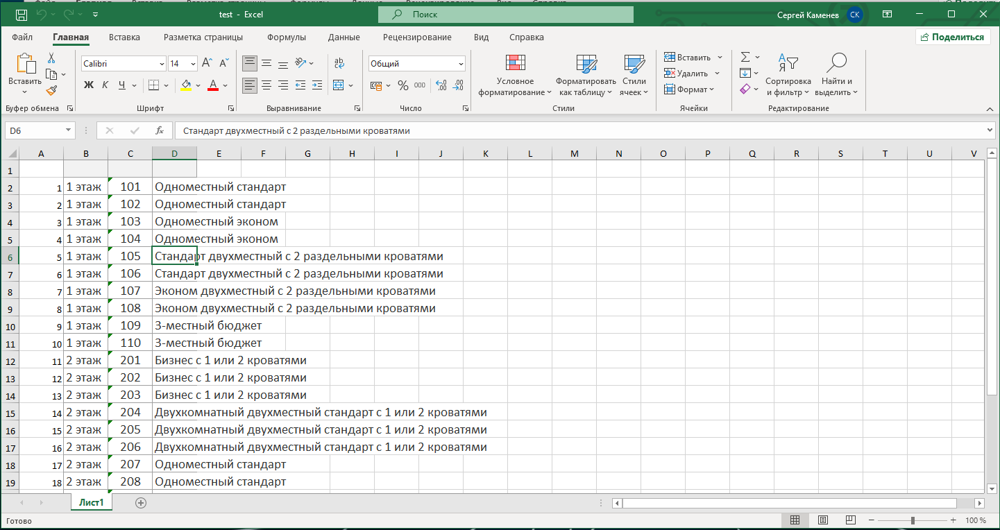 test - Excel
Поиск
Сергей Каменев
СК
Файл Главная Вставка Разметка страницы Формулы Данные Рецензирование Вид Справка
Поделиться
Вставить
Буфер обмена
Calibri 14
Ж К Ч
Шрифт
Выравнивание
Общий
% 000
Число
Условное форматирование
Форматировать как таблицу
Стили ячеек
Стили
Вставить
Удалить
Формат
Ячейки
Сортировка и фильтр
Найти и выделить
Редактирование
D6
fx
Стандарт двухместный с 2 раздельными кроватями
A B C D E F G H I J K L M N O P Q R S T U V
1
2 1 1 этаж 101 Одноместный стандарт
3 2 1 этаж 102 Одноместный стандарт
4 3 1 этаж 103 Одноместный эконом
5 4 1 этаж 104 Одноместный эконом
6 5 1 этаж 105 Стандарт двухместный с 2 раздельными кроватями
7 6 1 этаж 106 Стандарт двухместный с 2 раздельными кроватями
8 7 1 этаж 107 Эконом двухместный с 2 раздельными кроватями
9 8 1 этаж 108 Эконом двухместный с 2 раздельными кроватями
10 9 1 этаж 109 3-местный бюджет
11 10 1 этаж 110 3-местный бюджет
12 11 2 этаж 201 Бизнес с 1 или 2 кроватями
13 12 2 этаж 202 Бизнес с 1 или 2 кроватями
14 13 2 этаж 203 Бизнес с 1 или 2 кроватями
15 14 2 этаж 204 Двухкомнатный двухместный стандарт с 1 или 2 кроватями
16 15 2 этаж 205 Двухкомнатный двухместный стандарт с 1 или 2 кроватями
17 16 2 этаж 206 Двухкомнатный двухместный стандарт с 1 или 2 кроватями
18 17 2 этаж 207 Одноместный стандарт
19 18 2 этаж 208 Одноместный стандарт
Лист1
Готово
100 %